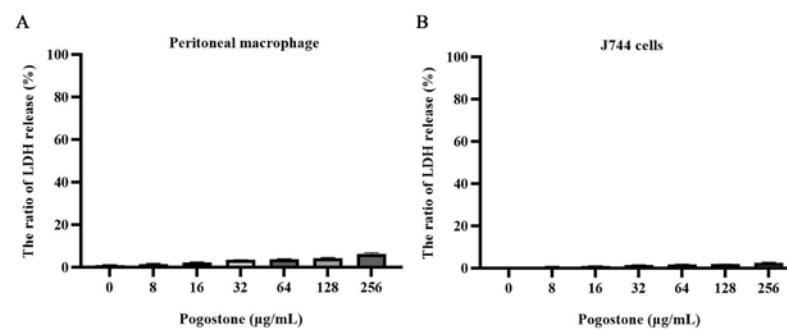 A
Peritoneal macrophage
The ratio of LDH release (%)
100
80
60
40
20
0
0 8 16 32 64 128 256
Pogostone (μg/mL)
B
J744 cells
The ratio of LDH release (%)
100
80
60
40
20
0
0 8 16 32 64 128 256
Pogostone (μg/mL)